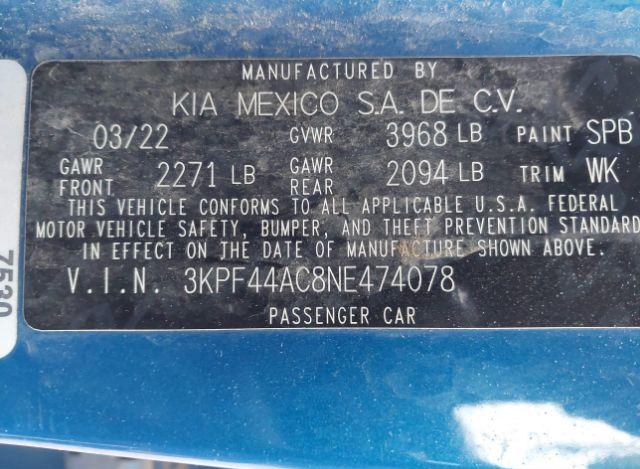 MANUFACTURED BY
KIA MEXICO S.A. DE C.V.
03/22 GVWR 3968 LB PAINT SPB
GAWR FRONT 2271 LB GAWR REAR 2094 LB TRIM WK
THIS VEHICLE CONFORMS TO ALL APPLICABLE U.S.A. FEDERAL
MOTOR VEHICLE SAFETY, BUMPER, AND THEFT PREVENTION STANDARD
IN EFFECT ON THE DATE OF MANUFACTURE SHOWN ABOVE.
V.I.N. 3KPF44AC8NE474078
PASSENGER CAR
7530